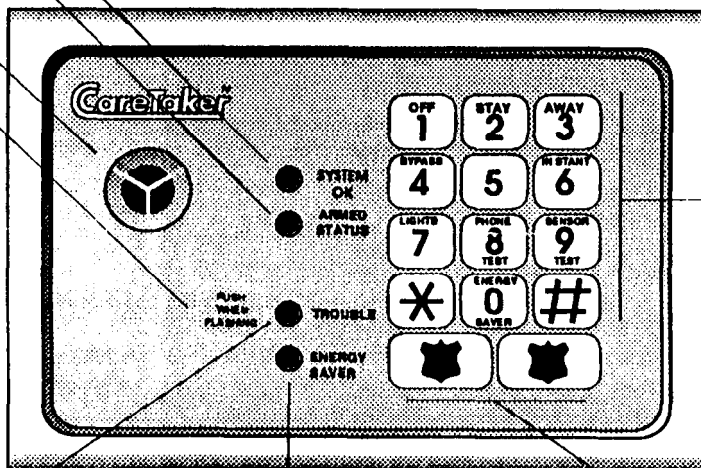 CareTaker
SYSTEM
OK
ARMED
STATUS
PUSH
WHEN
FLASHING
TROUBLE
ENERGY
SAVER
OFF
1
STAY
2
AWAY
3
BYPASS
4
5
INSTANT
6
LIGHTS
7
PHONE
8
TEST
SENSOR
9
TEST
*
ENERGY
0
SAVER
#